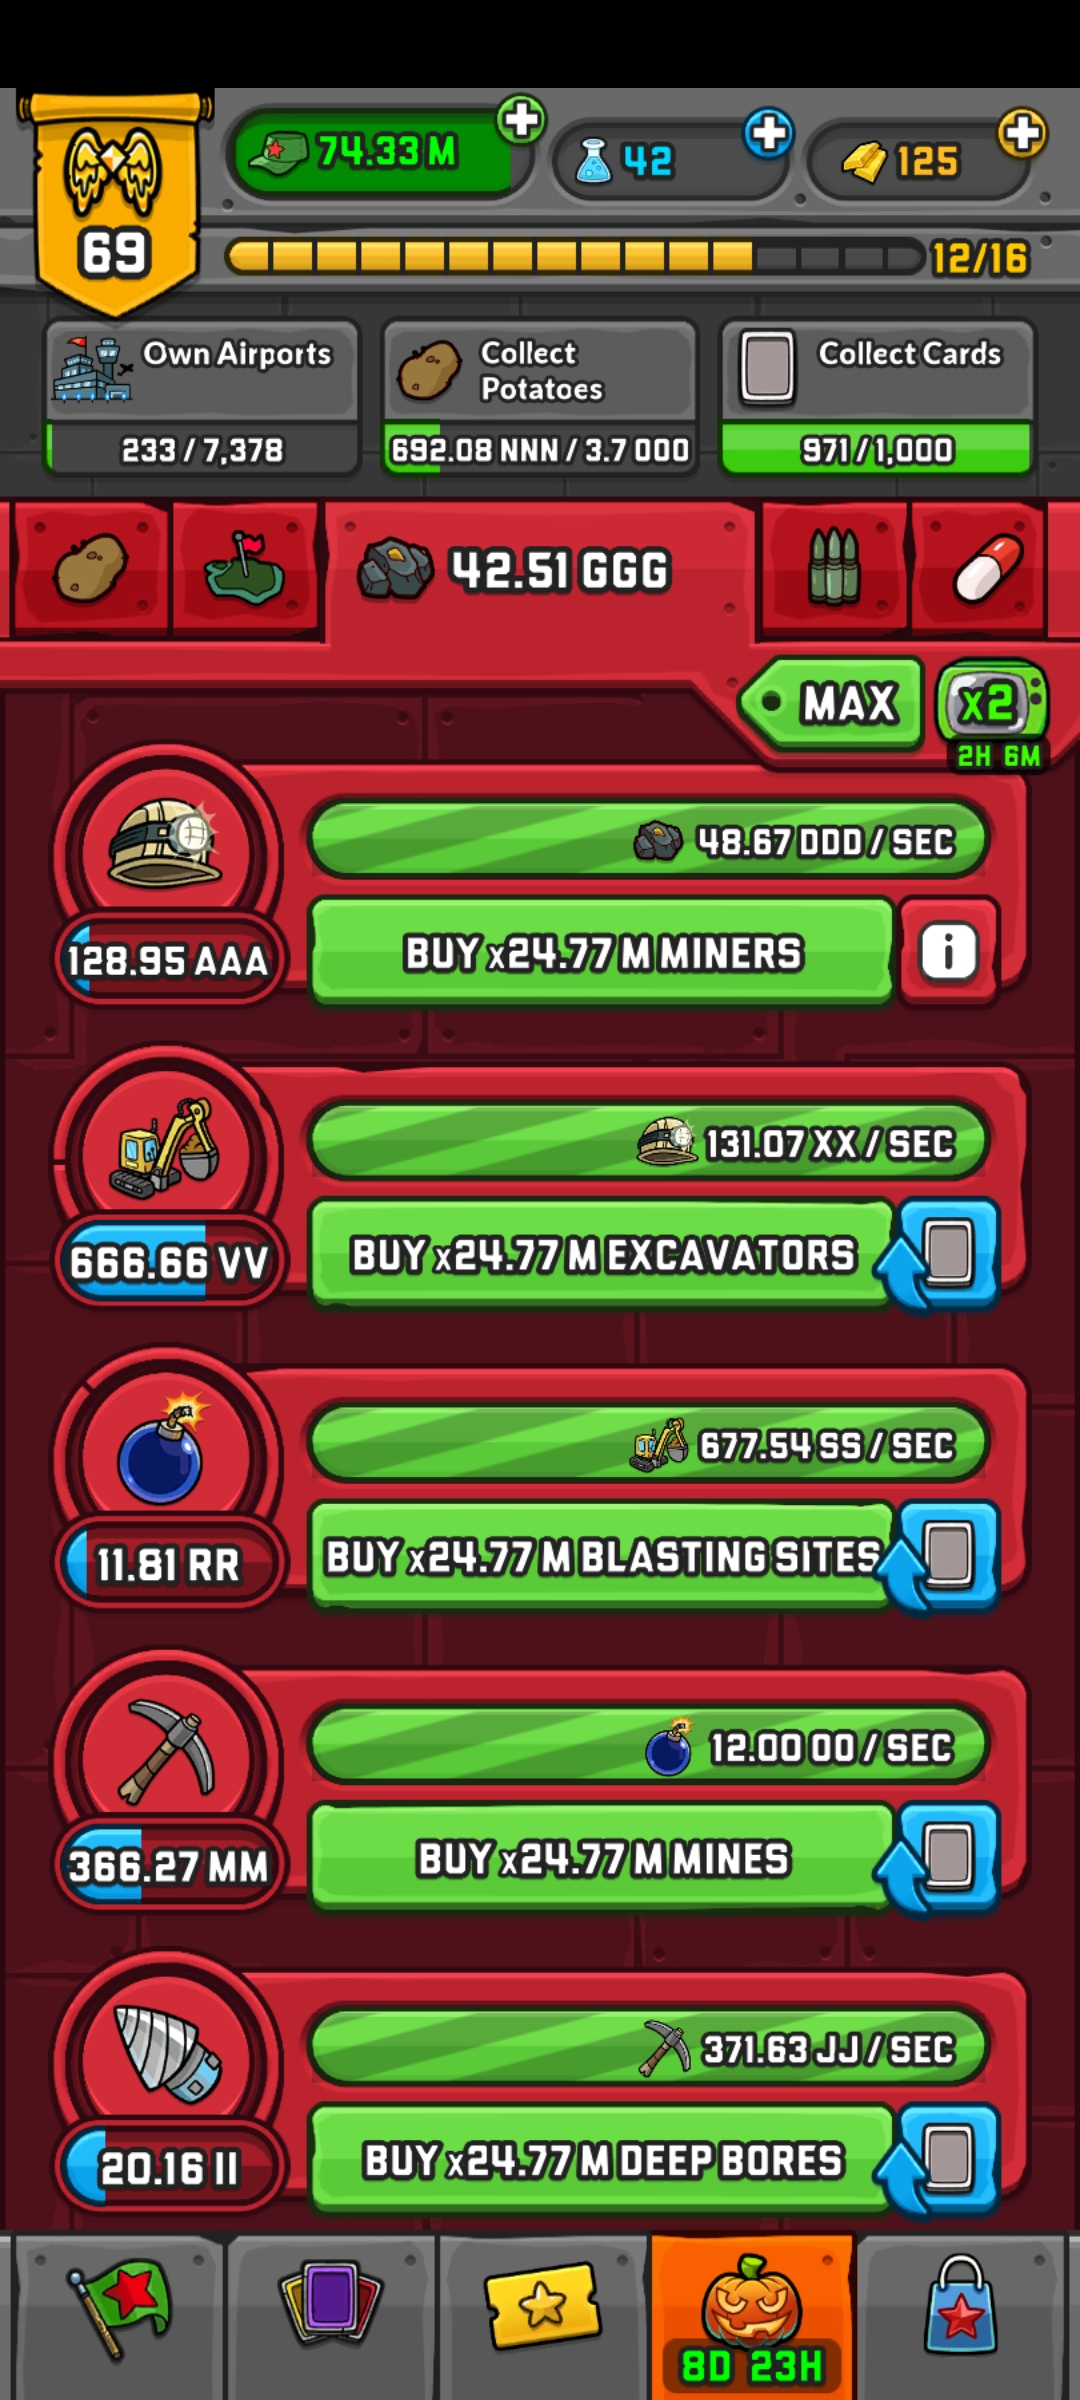 74.33 M
42
125
69
12/16
Own Airports
233 / 7,378
Collect
Potatoes
692.08 NNN / 3.7 OOO
Collect Cards
971 / 1,000
42.51 GGG
MAX
x2
2H 6M
48.67 DDD / SEC
128.95 AAA
BUY x24.77 M MINERS
i
131.07 XX / SEC
666.66 VV
BUY x24.77 M EXCAVATORS
677.54 SS / SEC
11.81 RR
BUY x24.77 M BLASTING SITES
12.00 OO / SEC
366.27 MM
BUY x24.77 M MINES
371.63 JJ / SEC
20.16 II
BUY x24.77 M DEEP BORES
8D 23H